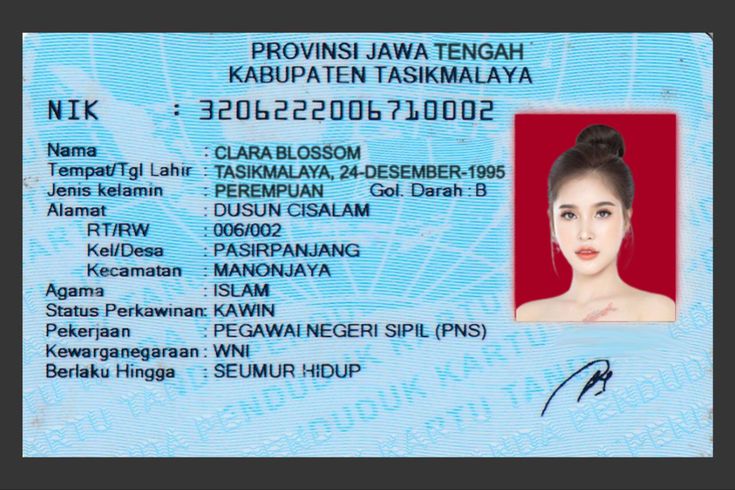 PROVINSI JAWA TENGAH
KABUPATEN TASIKMALAYA
NIK : 3206222006710002
Nama : CLARA BLOSSOM
Tempat/Tgl Lahir : TASIKMALAYA, 24-DESEMBER-1995
Jenis kelamin : PEREMPUAN Gol. Darah : B
Alamat : DUSUN CISALAM
RT/RW : 006/002
Kel/Desa : PASIRPANJANG
Kecamatan : MANONJAYA
Agama : ISLAM
Status Perkawinan: KAWIN
Pekerjaan : PEGAWAI NEGERI SIPIL (PNS)
Kewarganegaraan : WNI
Berlaku Hingga : SEUMUR HIDUP